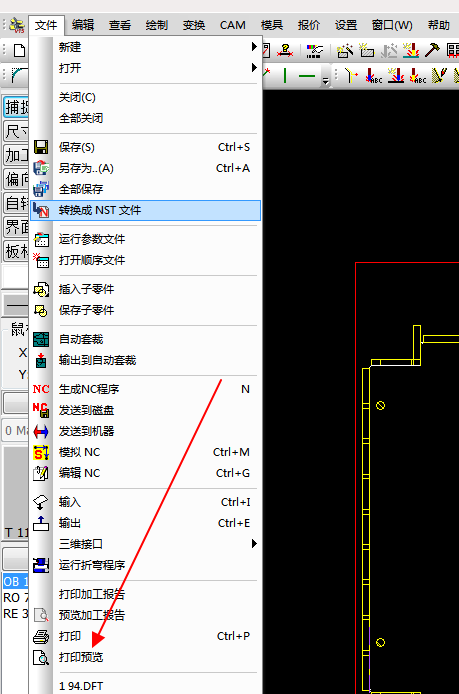 文件 编辑 查看 绘图 变换 CAM 模具 报价 设置 窗口(W) 帮助
新建
打开
关闭(C)
全部关闭
保存(S) Ctrl+S
另存为..(A) Ctrl+A
全部保存
转换成 NST 文件
运行参数文件
打开顺序文件
插入子零件
保存子零件
自动套裁
输出到自动套裁
NC 生成NC程序 N
NC 发送到磁盘
发送到机器
模拟 NC Ctrl+M
编辑 NC Ctrl+G
输入 Ctrl+I
输出 Ctrl+E
三维接口
运行折弯程序
打印加工报告
预览加工报告
打印 Ctrl+P
打印预览
1 94.DFT
捕捉
尺寸
加工
偏向
自转
界面
板材
X
Y
0 Ma
T 11
OB 1
RO 7
RE 3
ABC
ABC